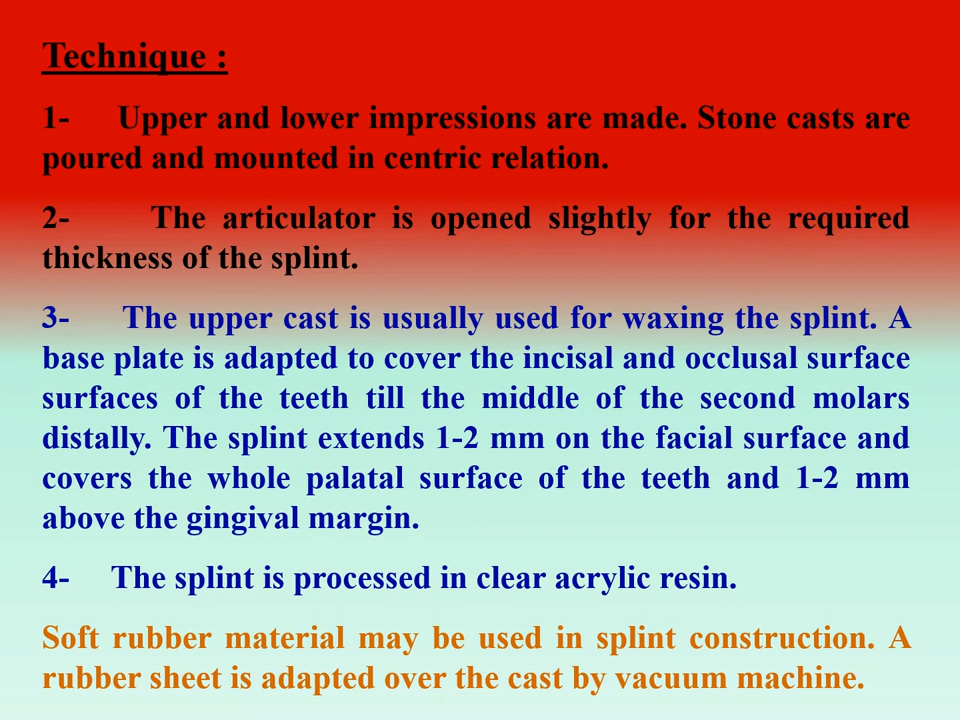 Technique :
1- Upper and lower impressions are made. Stone casts are
poured and mounted in centric relation.
2- The articulator is opened slightly for the required
thickness of the splint.
3- The upper cast is usually used for waxing the splint. A
base plate is adapted to cover the incisal and occlusal surface
surfaces of the teeth till the middle of the second molars
distally. The splint extends 1-2 mm on the facial surface and
covers the whole palatal surface of the teeth and 1-2 mm
above the gingival margin.
4- The splint is processed in clear acrylic resin.
Soft rubber material may be used in splint construction. A
rubber sheet is adapted over the cast by vacuum machine.